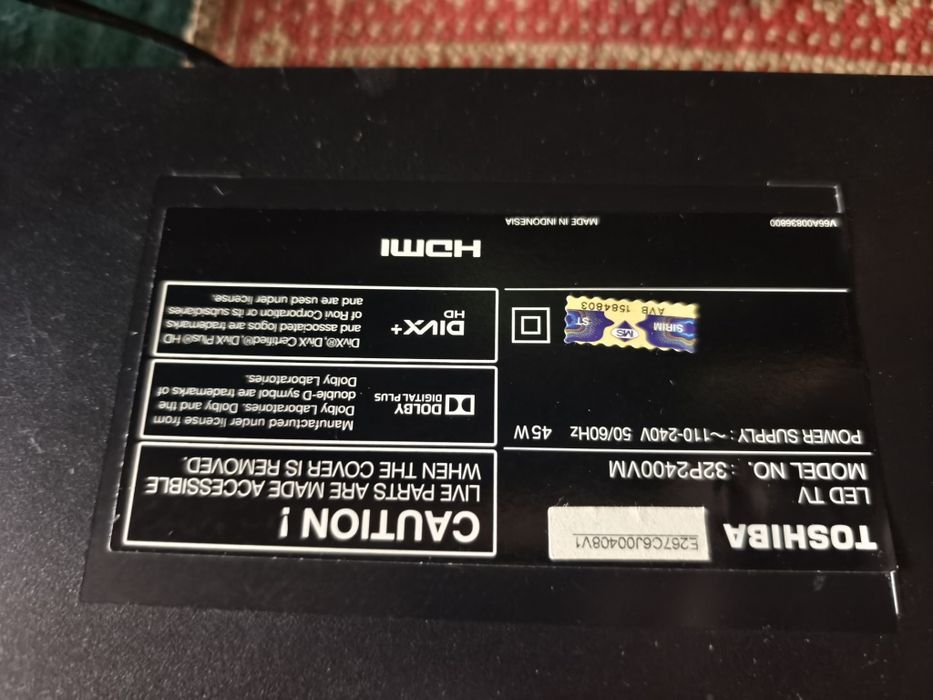 TOSHIBA
E267C6J00408V1
LED TV
MODEL NO. : 32P2400VM
POWER SUPPLY : ～110-240V 50/60Hz 45W
SIRIM
MS
ST
AVB 1584803
V66A00836800
MADE IN INDONESIA
CAUTION !
LIVE PARTS ARE MADE ACCESSIBLE
WHEN THE COVER IS REMOVED.
DOLBY
DIGITAL PLUS
Manufactured under license from
Dolby Laboratories. Dolby and the
double-D symbol are trademarks of
Dolby Laboratories.
DIVX+
HD
DivX®, DivX Certified®, DivX Plus® HD
and associated logos are trademarks
of Rovi Corporation or its subsidiaries
and are used under license.
HDMI